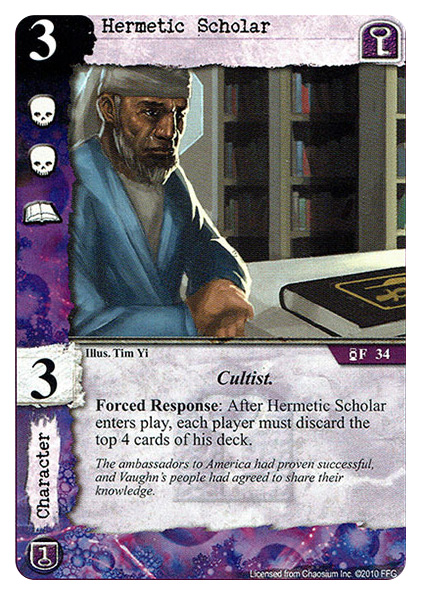 3
Hermetic Scholar
Illus. Tim Yi
F 34
3
Cultist.
Forced Response: After Hermetic Scholar
enters play, each player must discard the
top 4 cards of his deck.
The ambassadors to America had proven successful,
and Vaughn's people had agreed to share their
knowledge.
Character
1
Licensed from Chaosium Inc. ©2010 FFG